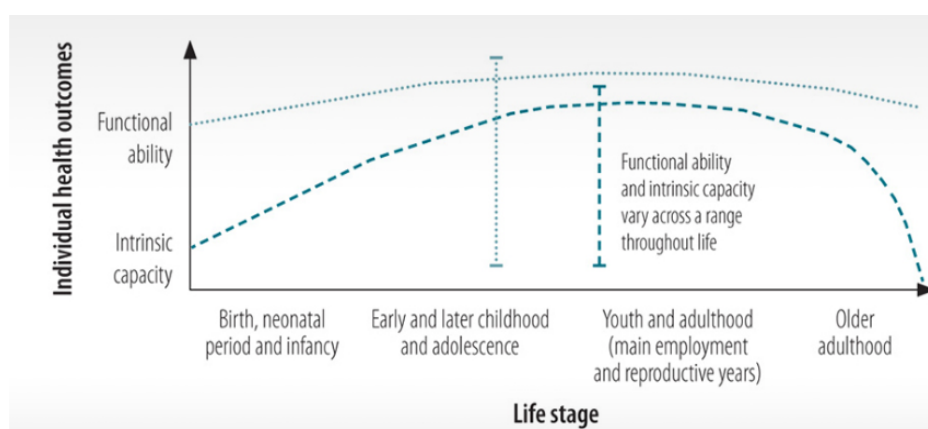 Individual health outcomes
Functional
ability
Intrinsic
capacity
Functional ability
and intrinsic capacity
vary across a range
throughout life
Birth, neonatal
period and infancy
Early and later childhood
and adolescence
Youth and adulthood
(main employment
and reproductive years)
Older
adulthood
Life stage